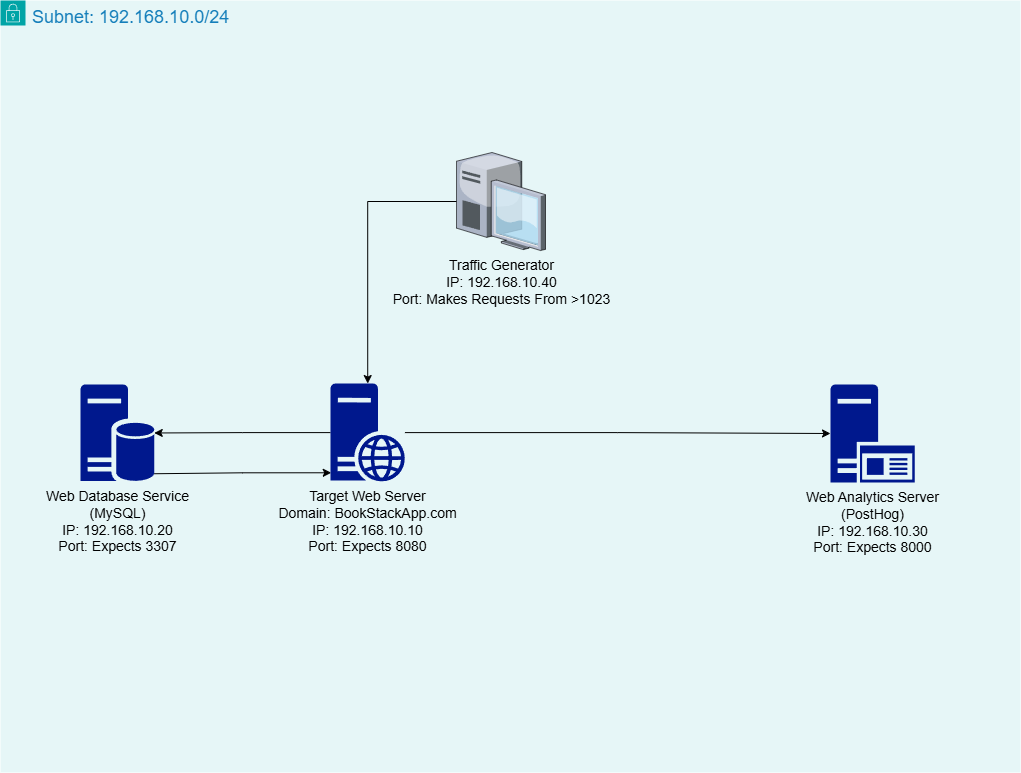 Subnet: 192.168.10.0/24
Traffic Generator
IP: 192.168.10.40
Port: Makes Requests From >1023
Web Database Service
(MySQL)
IP: 192.168.10.20
Port: Expects 3307
Target Web Server
Domain: BookStackApp.com
IP: 192.168.10.10
Port: Expects 8080
Web Analytics Server
(PostHog)
IP: 192.168.10.30
Port: Expects 8000